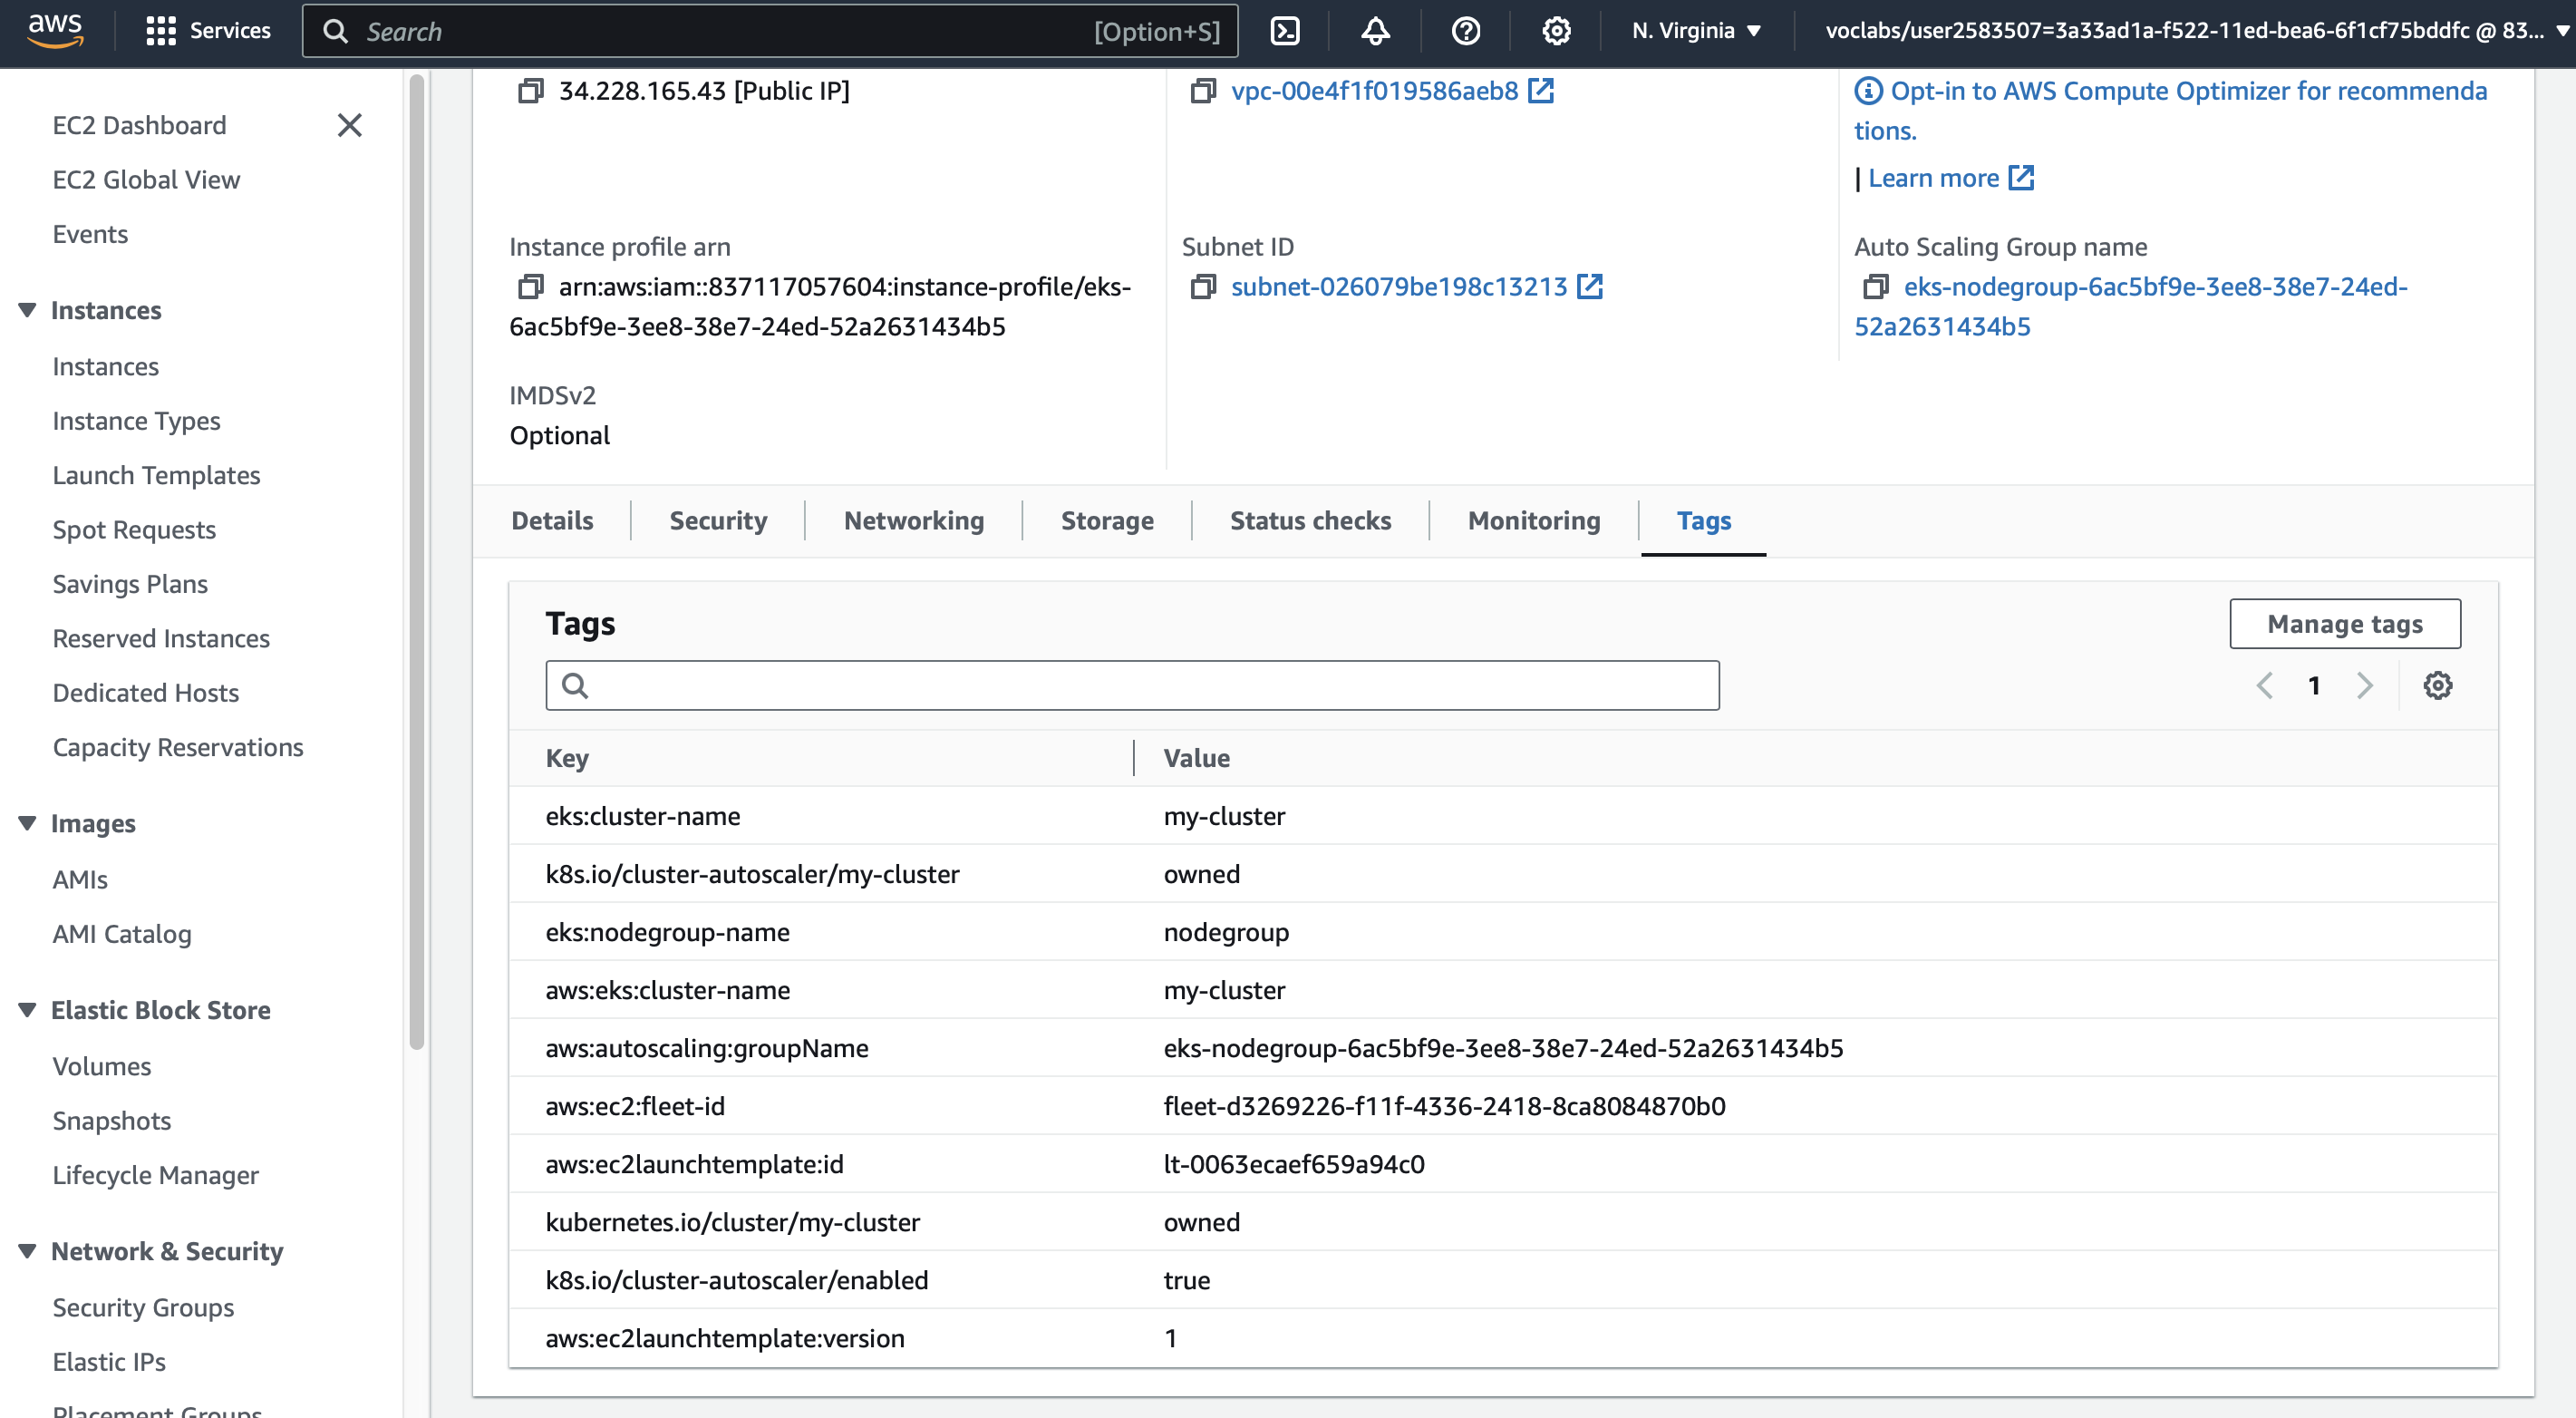 aws
Services
Search
[Option+S]
N. Virginia
voclabs/user2583507=3a33ad1a-f522-11ed-bea6-6f1cf75bddfc @ 83...
EC2 Dashboard
EC2 Global View
Events
Instances
Instances
Instance Types
Launch Templates
Spot Requests
Savings Plans
Reserved Instances
Dedicated Hosts
Capacity Reservations
Images
AMIs
AMI Catalog
Elastic Block Store
Volumes
Snapshots
Lifecycle Manager
Network & Security
Security Groups
Elastic IPs
Placement Groups
34.228.165.43 [Public IP]
vpc-00e4f1f019586aeb8
Opt-in to AWS Compute Optimizer for recommenda
tions.
| Learn more
Instance profile arn
arn:aws:iam::837117057604:instance-profile/eks-
6ac5bf9e-3ee8-38e7-24ed-52a2631434b5
Subnet ID
subnet-026079be198c13213
Auto Scaling Group name
eks-nodegroup-6ac5bf9e-3ee8-38e7-24ed-
52a2631434b5
IMDSv2
Optional
Details
Security
Networking
Storage
Status checks
Monitoring
Tags
Tags
Manage tags
1
Key Value
eks:cluster-name my-cluster
k8s.io/cluster-autoscaler/my-cluster owned
eks:nodegroup-name nodegroup
aws:eks:cluster-name my-cluster
aws:autoscaling:groupName eks-nodegroup-6ac5bf9e-3ee8-38e7-24ed-52a2631434b5
aws:ec2:fleet-id fleet-d3269226-f11f-4336-2418-8ca8084870b0
aws:ec2launchtemplate:id lt-0063ecaef659a94c0
kubernetes.io/cluster/my-cluster owned
k8s.io/cluster-autoscaler/enabled true
aws:ec2launchtemplate:version 1